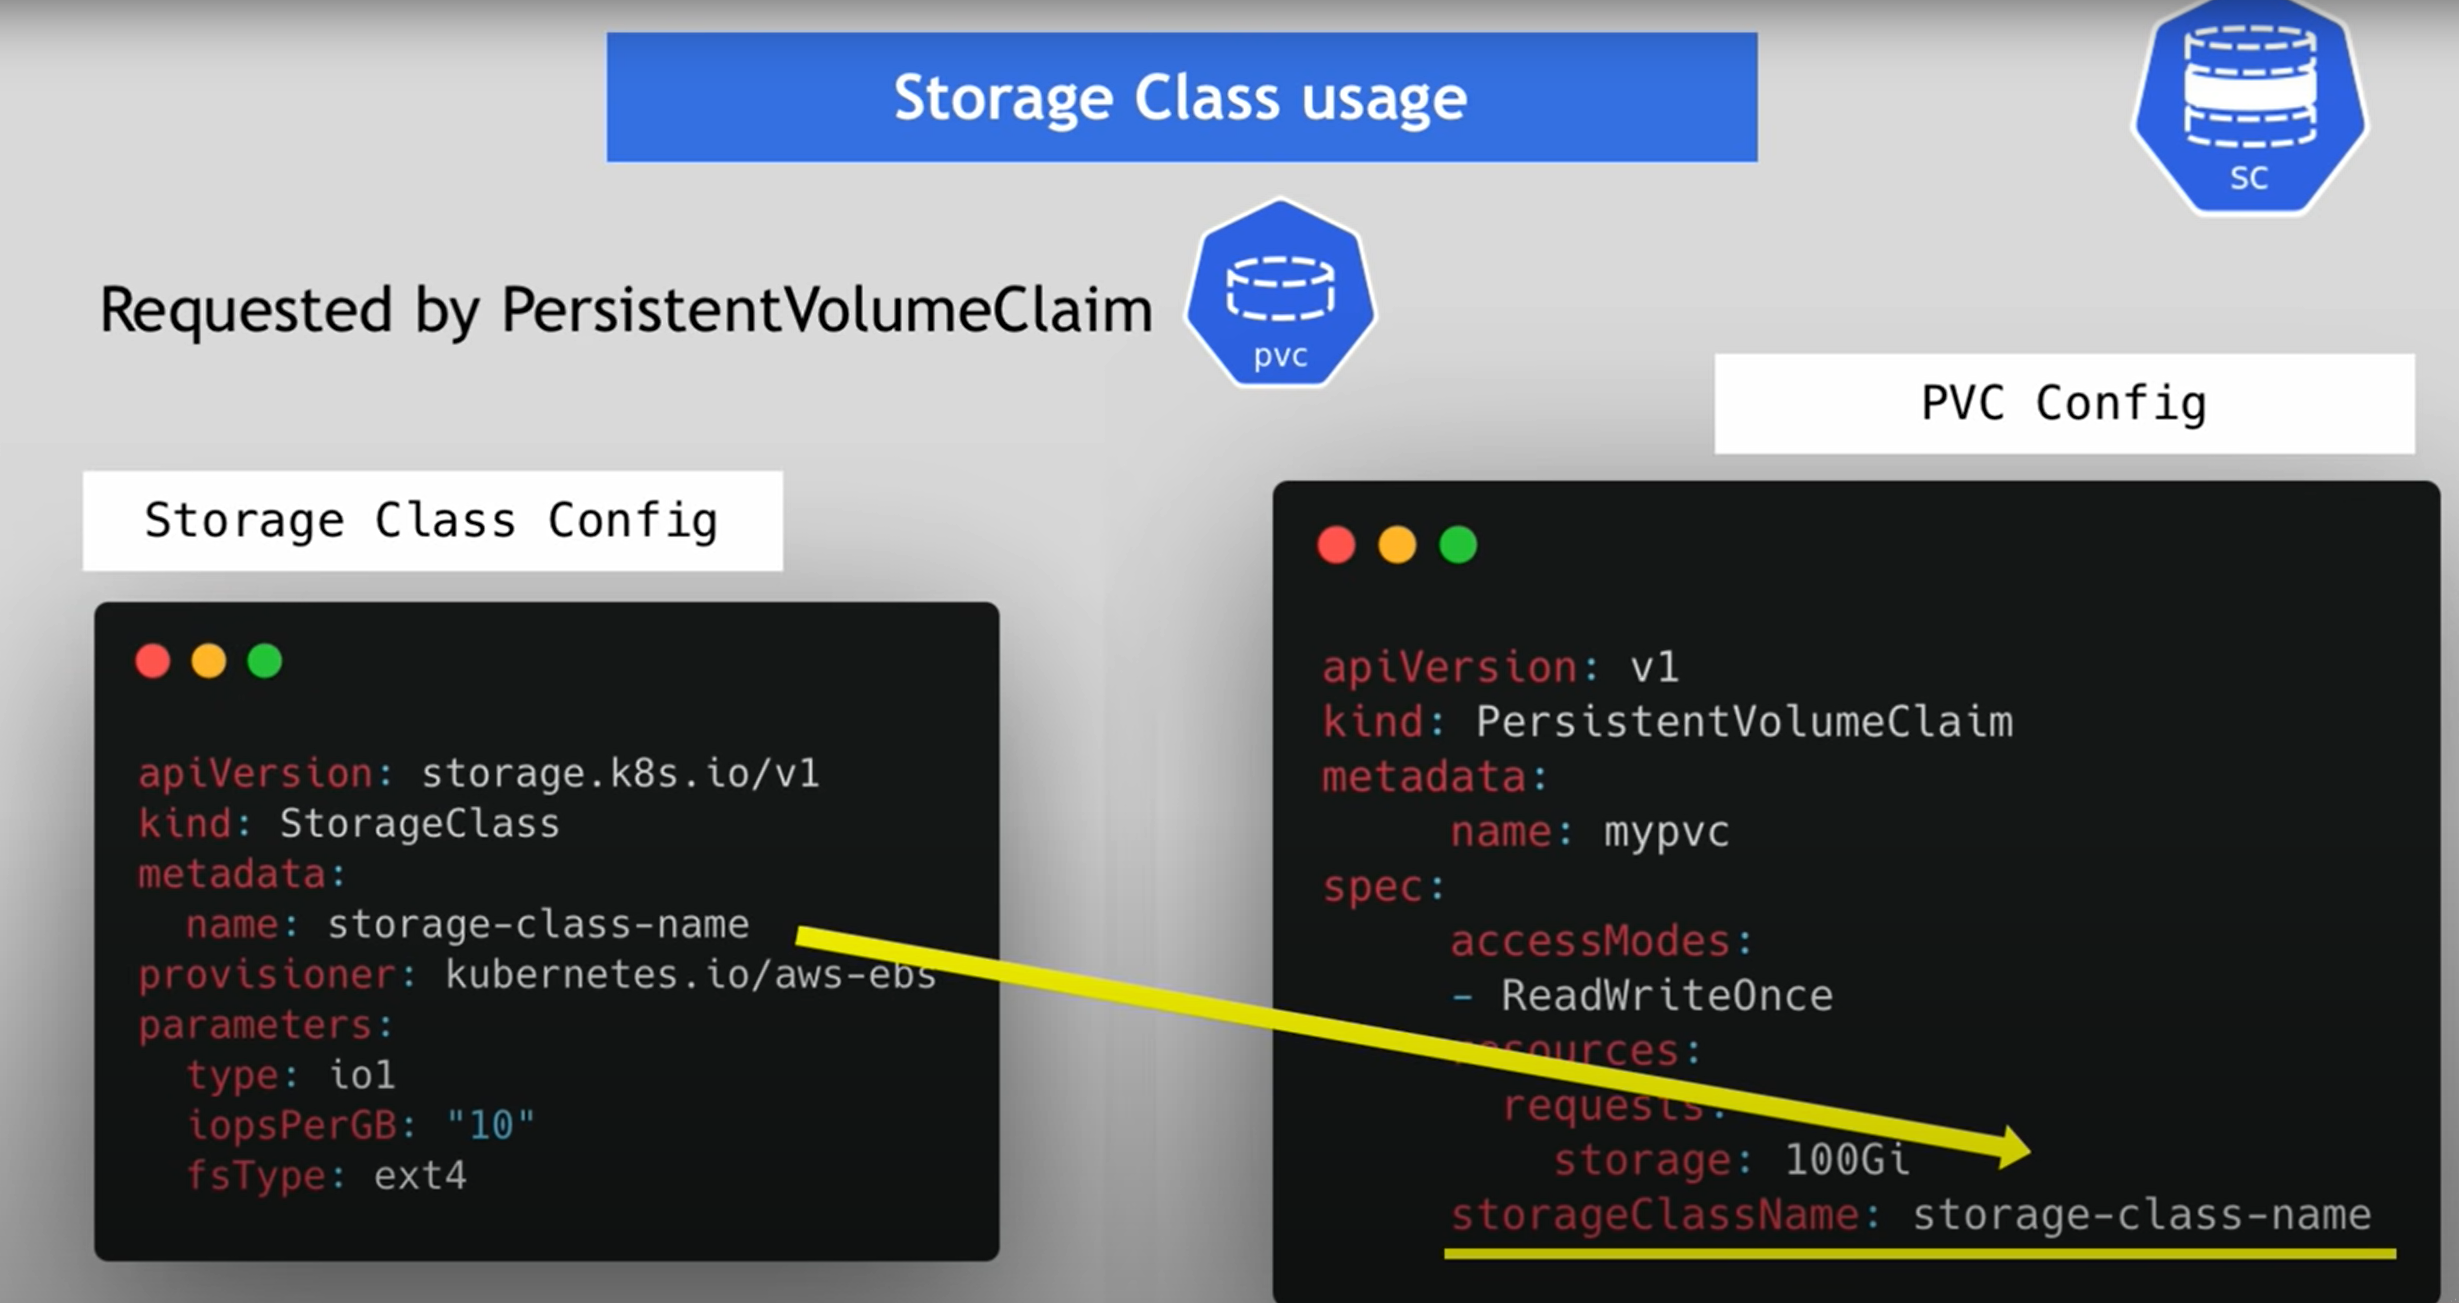 Storage Class usage
sc
Requested by PersistentVolumeClaim
pvc
Storage Class Config
apiVersion: storage.k8s.io/v1
kind: StorageClass
metadata:
  name: storage-class-name
provisioner: kubernetes.io/aws-ebs
parameters:
  type: io1
  iopsPerGB: "10"
  fsType: ext4
PVC Config
apiVersion: v1
kind: PersistentVolumeClaim
metadata:
     name: mypvc
spec:
     accessModes:
     - ReadWriteOnce
     resources:
       requests:
         storage: 100Gi
     storageClassName: storage-class-name